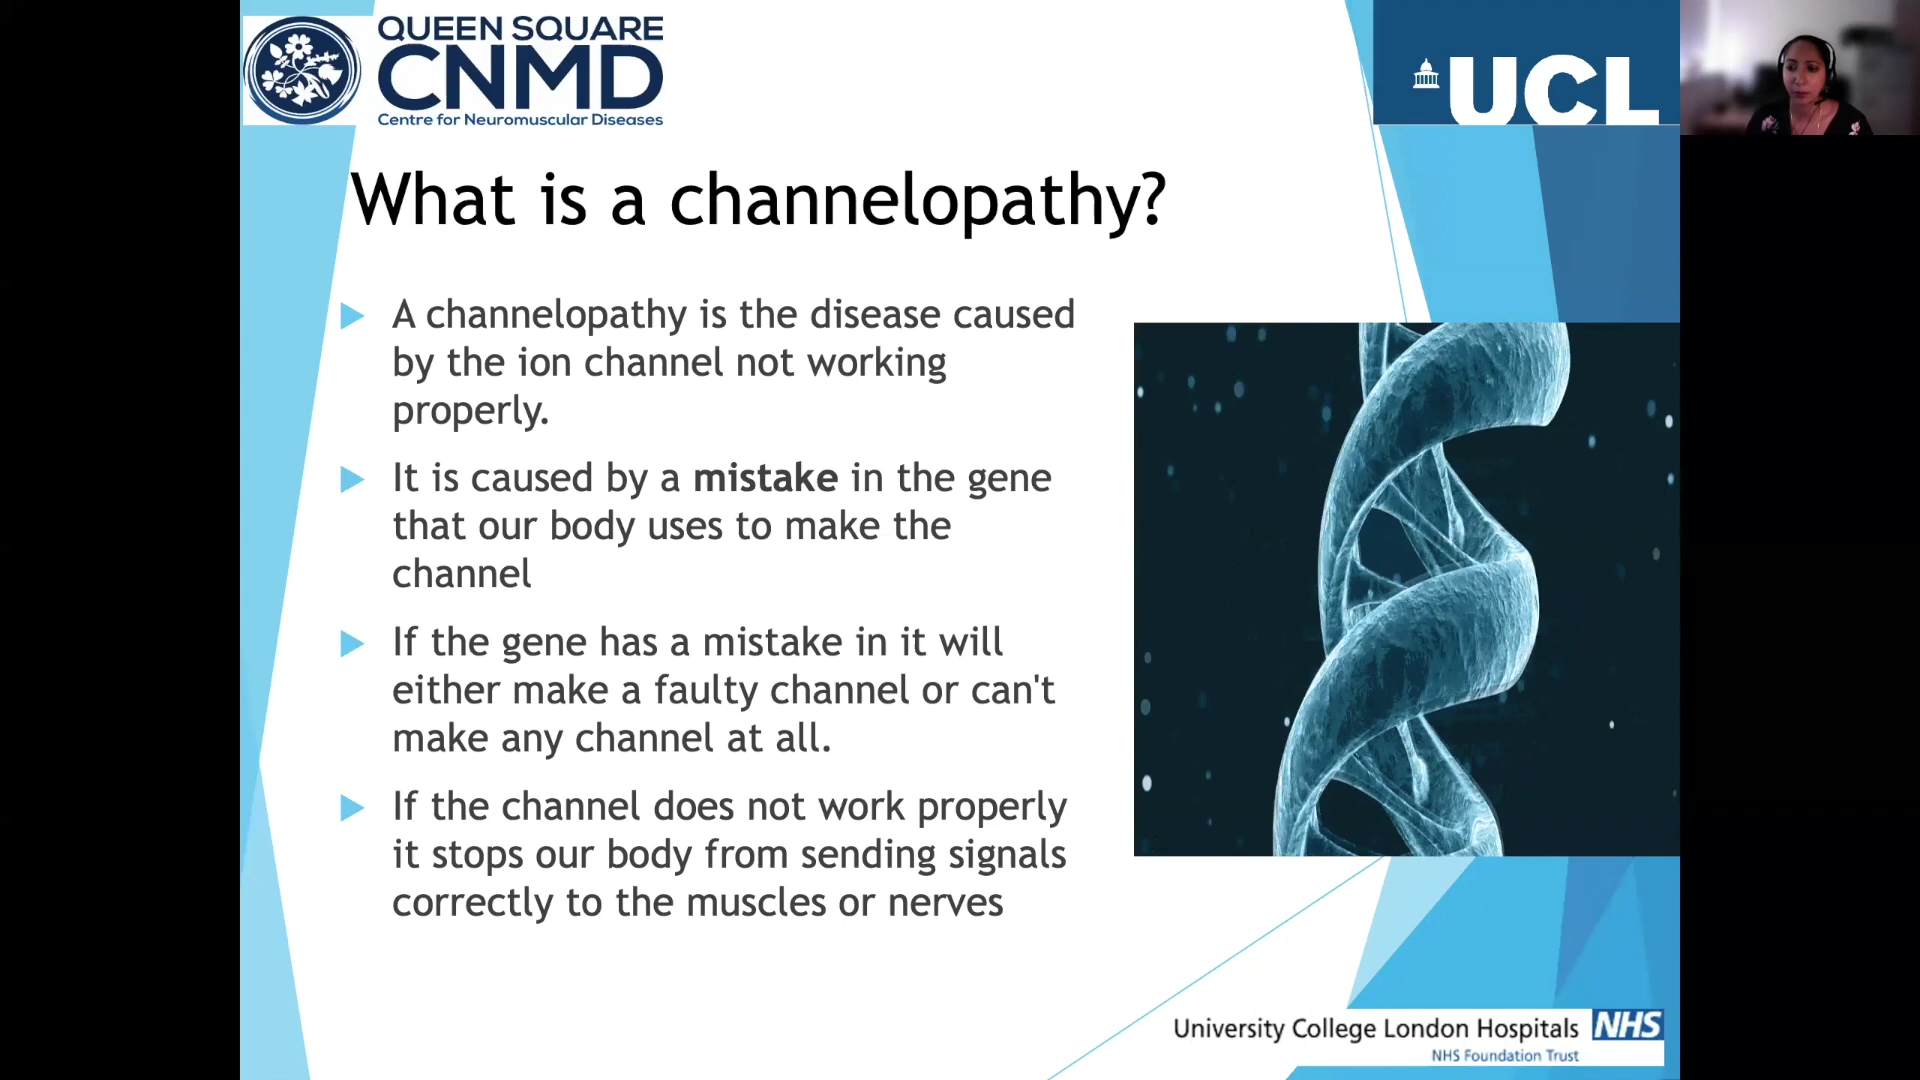 QUEEN SQUARE
CNMD
Centre for Neuromuscular Diseases
UCL
What is a channelopathy?
A channelopathy is the disease caused
by the ion channel not working
properly.
It is caused by a mistake in the gene
that our body uses to make the
channel
If the gene has a mistake in it will
either make a faulty channel or can't
make any channel at all.
If the channel does not work properly
it stops our body from sending signals
correctly to the muscles or nerves
University College London Hospitals NHS
NHS Foundation Trust